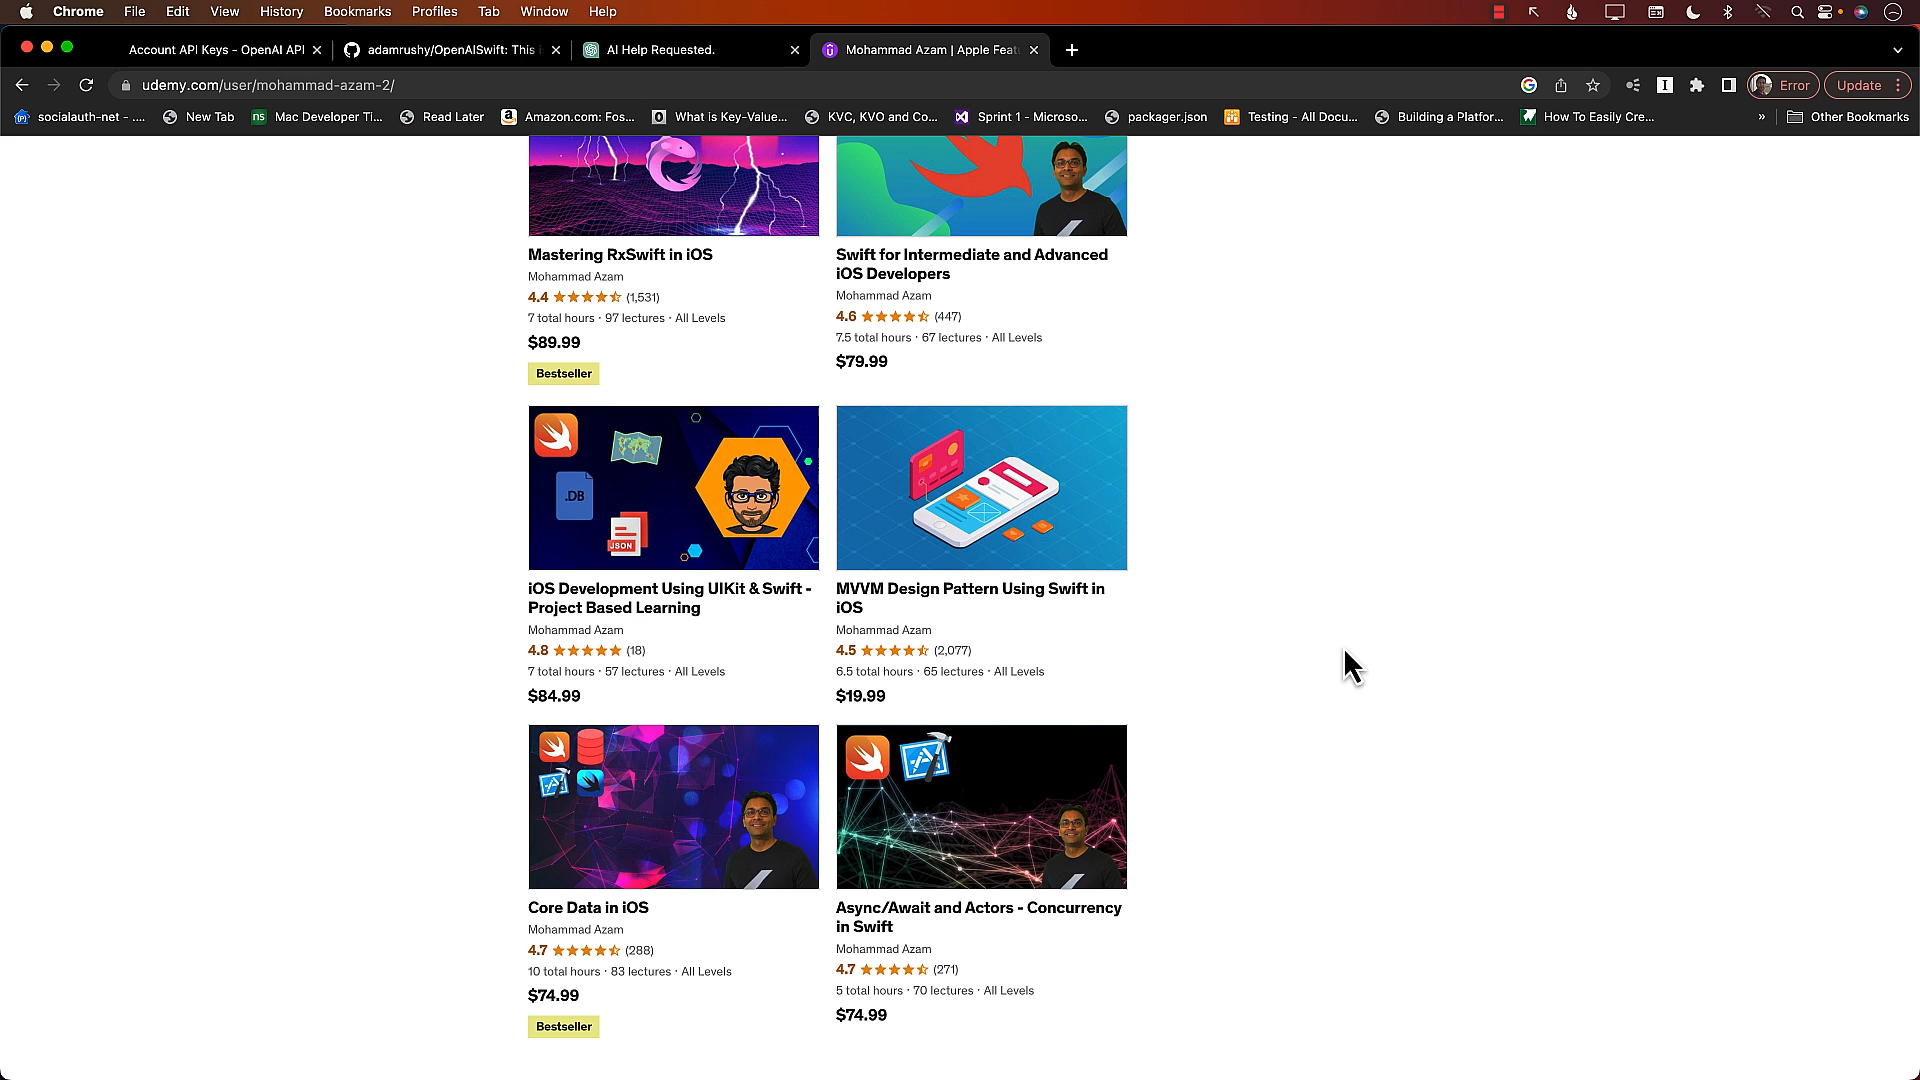 Chrome File Edit View History Bookmarks Profiles Tab Window Help
Account API Keys - OpenAI API
adamrushy/OpenAISwift: This i
AI Help Requested.
Mohammad Azam | Apple Feat
udemy.com/user/mohammad-azam-2/
Error
Update
socialauth-net - ....
New Tab
ns
Mac Developer Ti...
Read Later
Amazon.com: Fos...
What is Key-Value...
KVC, KVO and Co...
Sprint 1 - Microso...
packager.json
Testing - All Docu...
Building a Platfor...
How To Easily Cre...
»
Other Bookmarks
Mastering RxSwift in iOS
Mohammad Azam
4.4 (1,531)
7 total hours · 97 lectures · All Levels
$89.99
Bestseller
Swift for Intermediate and Advanced
iOS Developers
Mohammad Azam
4.6 (447)
7.5 total hours · 67 lectures · All Levels
$79.99
.DB
JSON
iOS Development Using UIKit & Swift -
Project Based Learning
Mohammad Azam
4.8 (18)
7 total hours · 57 lectures · All Levels
$84.99
MVVM Design Pattern Using Swift in
iOS
Mohammad Azam
4.5 (2,077)
6.5 total hours · 65 lectures · All Levels
$19.99
Core Data in iOS
Mohammad Azam
4.7 (288)
10 total hours · 83 lectures · All Levels
$74.99
Bestseller
Async/Await and Actors - Concurrency
in Swift
Mohammad Azam
4.7 (271)
5 total hours · 70 lectures · All Levels
$74.99